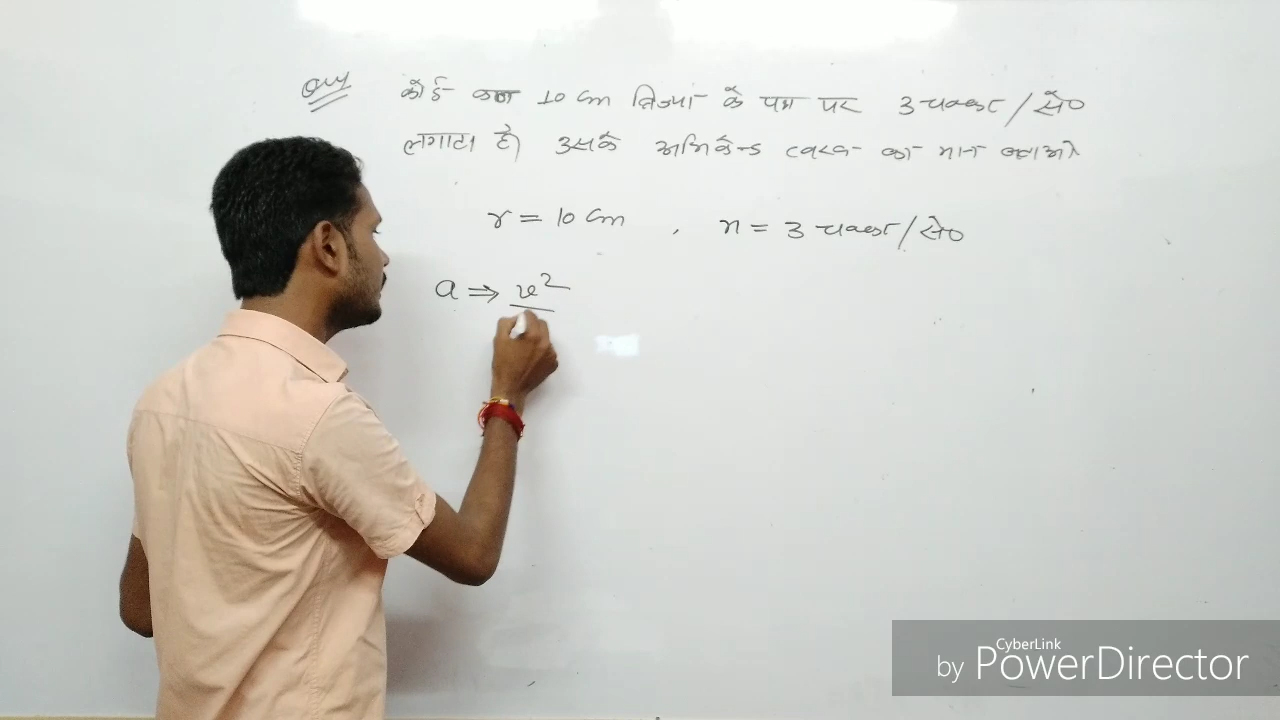 Que कोई कण 10 cm त्रिज्या के पथ पर 3 चक्कर/से०
लगाता है। उसके अभिकेन्द्र त्वरण का मान बताओ
r = 10 cm , n = 3 चक्कर/से०
a ⇒ v²
CyberLink
by PowerDirector